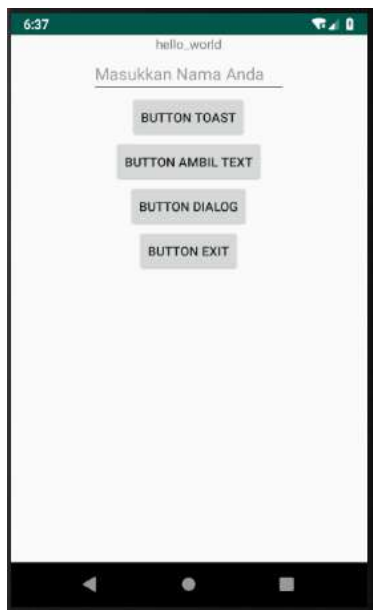 6:37
hello_world
Masukkan Nama Anda
BUTTON TOAST
BUTTON AMBIL TEXT
BUTTON DIALOG
BUTTON EXIT